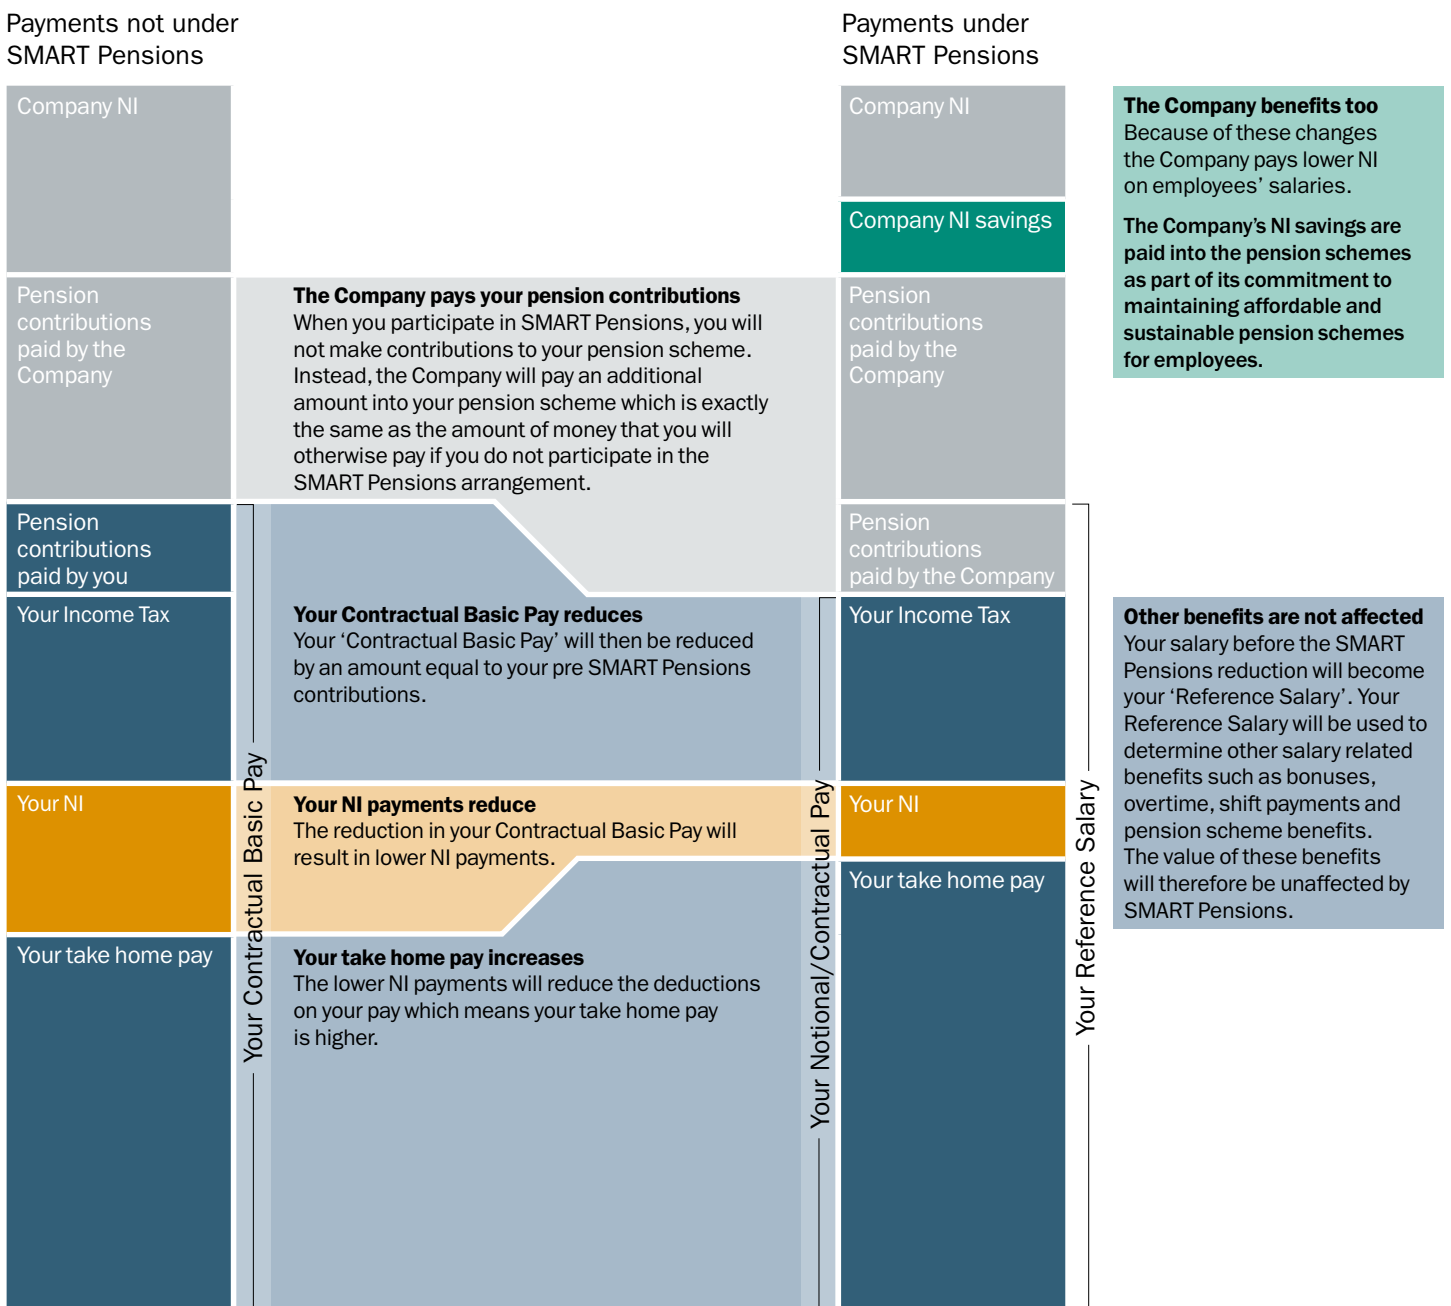 Payments not under
SMART Pensions
Company NI
Pension
contributions
paid by the
Company
Pension
contributions
paid by you
Your Income Tax
Your NI
Your take home pay
Your Contractual Basic Pay
The Company pays your pension contributions
When you participate in SMART Pensions, you will
not make contributions to your pension scheme.
Instead, the Company will pay an additional
amount into your pension scheme which is exactly
the same as the amount of money that you will
otherwise pay if you do not participate in the
SMART Pensions arrangement.
Your Contractual Basic Pay reduces
Your ‘Contractual Basic Pay’ will then be reduced
by an amount equal to your pre SMART Pensions
contributions.
Your NI payments reduce
The reduction in your Contractual Basic Pay will
result in lower NI payments.
Your take home pay increases
The lower NI payments will reduce the deductions
on your pay which means your take home pay
is higher.
Your Notional/Contractual Pay
Payments under
SMART Pensions
Company NI
Company NI savings
Pension
contributions
paid by the
Company
Pension
contributions
paid by the Company
Your Income Tax
Your NI
Your take home pay
Your Reference Salary
The Company benefits too
Because of these changes
the Company pays lower NI
on employees’ salaries.
The Company’s NI savings are
paid into the pension schemes
as part of its commitment to
maintaining affordable and
sustainable pension schemes
for employees.
Other benefits are not affected
Your salary before the SMART
Pensions reduction will become
your ‘Reference Salary’. Your
Reference Salary will be used to
determine other salary related
benefits such as bonuses,
overtime, shift payments and
pension scheme benefits.
The value of these benefits
will therefore be unaffected by
SMART Pensions.